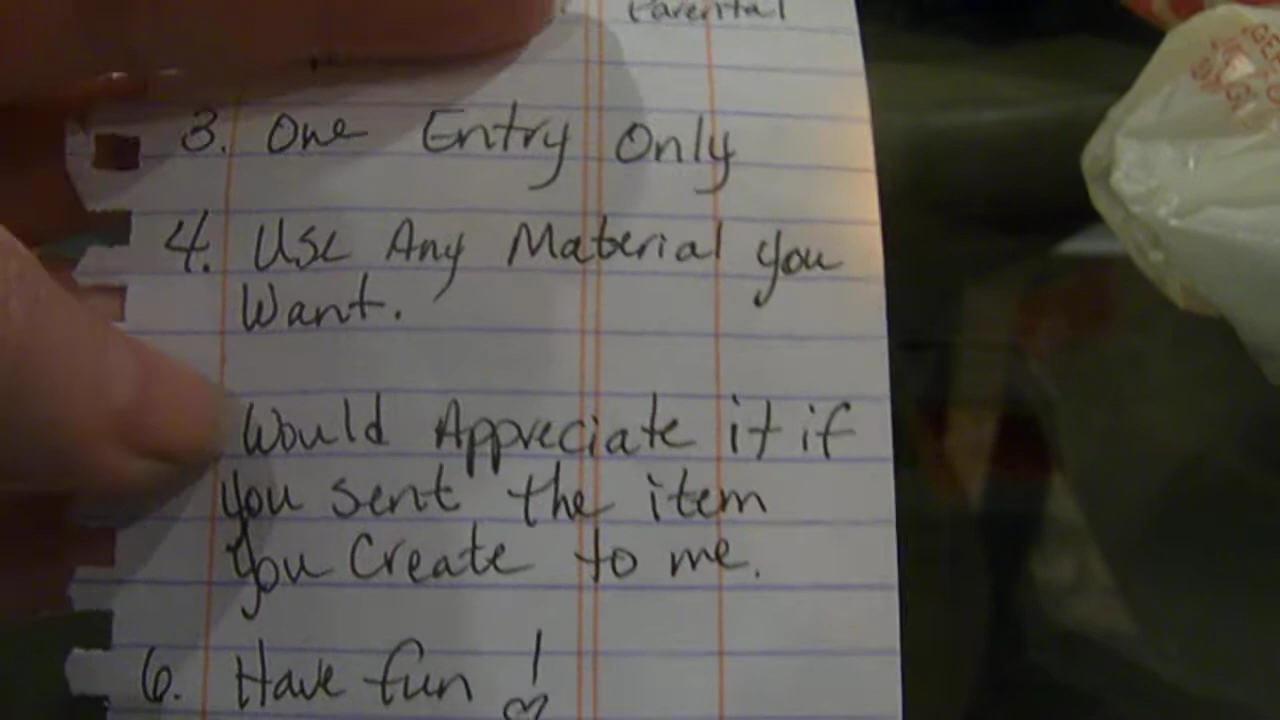 Parental
3. One Entry Only
4. Use Any Material you
Want.
Would Appreciate it if
you sent the item
you Create to me.
6. Have fun !